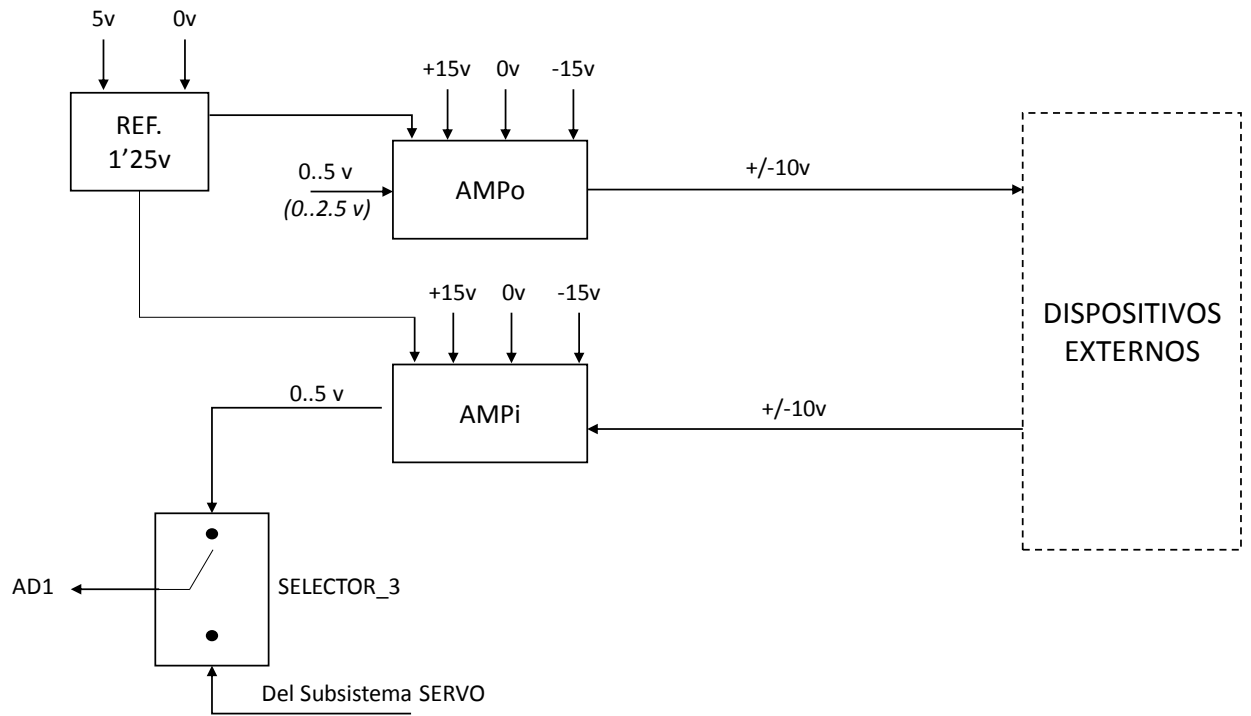 5v 0v
REF.
1'25v
+15v 0v -15v
0..5 v
(0..2.5 v)
AMPo
+/-10v
+15v 0v -15v
0..5 v
AMPi
+/-10v
DISPOSITIVOS
EXTERNOS
AD1
SELECTOR_3
Del Subsistema SERVO